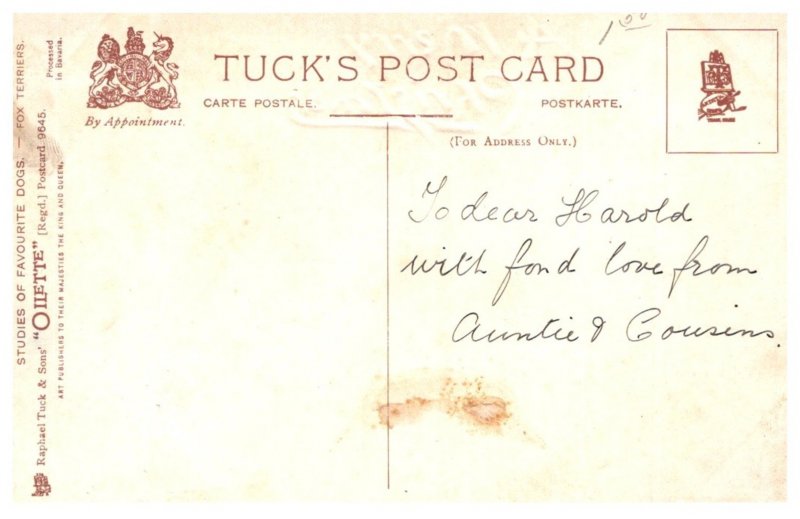 TUCK'S POST CARD
CARTE POSTALE.
POSTKARTE.
By Appointment.
(FOR ADDRESS ONLY.)
To dear Harold
with fond love from
Auntie & Cousins.
STUDIES OF FAVOURITE DOGS. — FOX TERRIERS.
Raphael Tuck & Sons' "OILETTE" [Regd.] Postcard 9645.
ART PUBLISHERS TO THEIR MAJESTIES THE KING AND QUEEN.
Processed
in Bavaria.
TRADE MARK